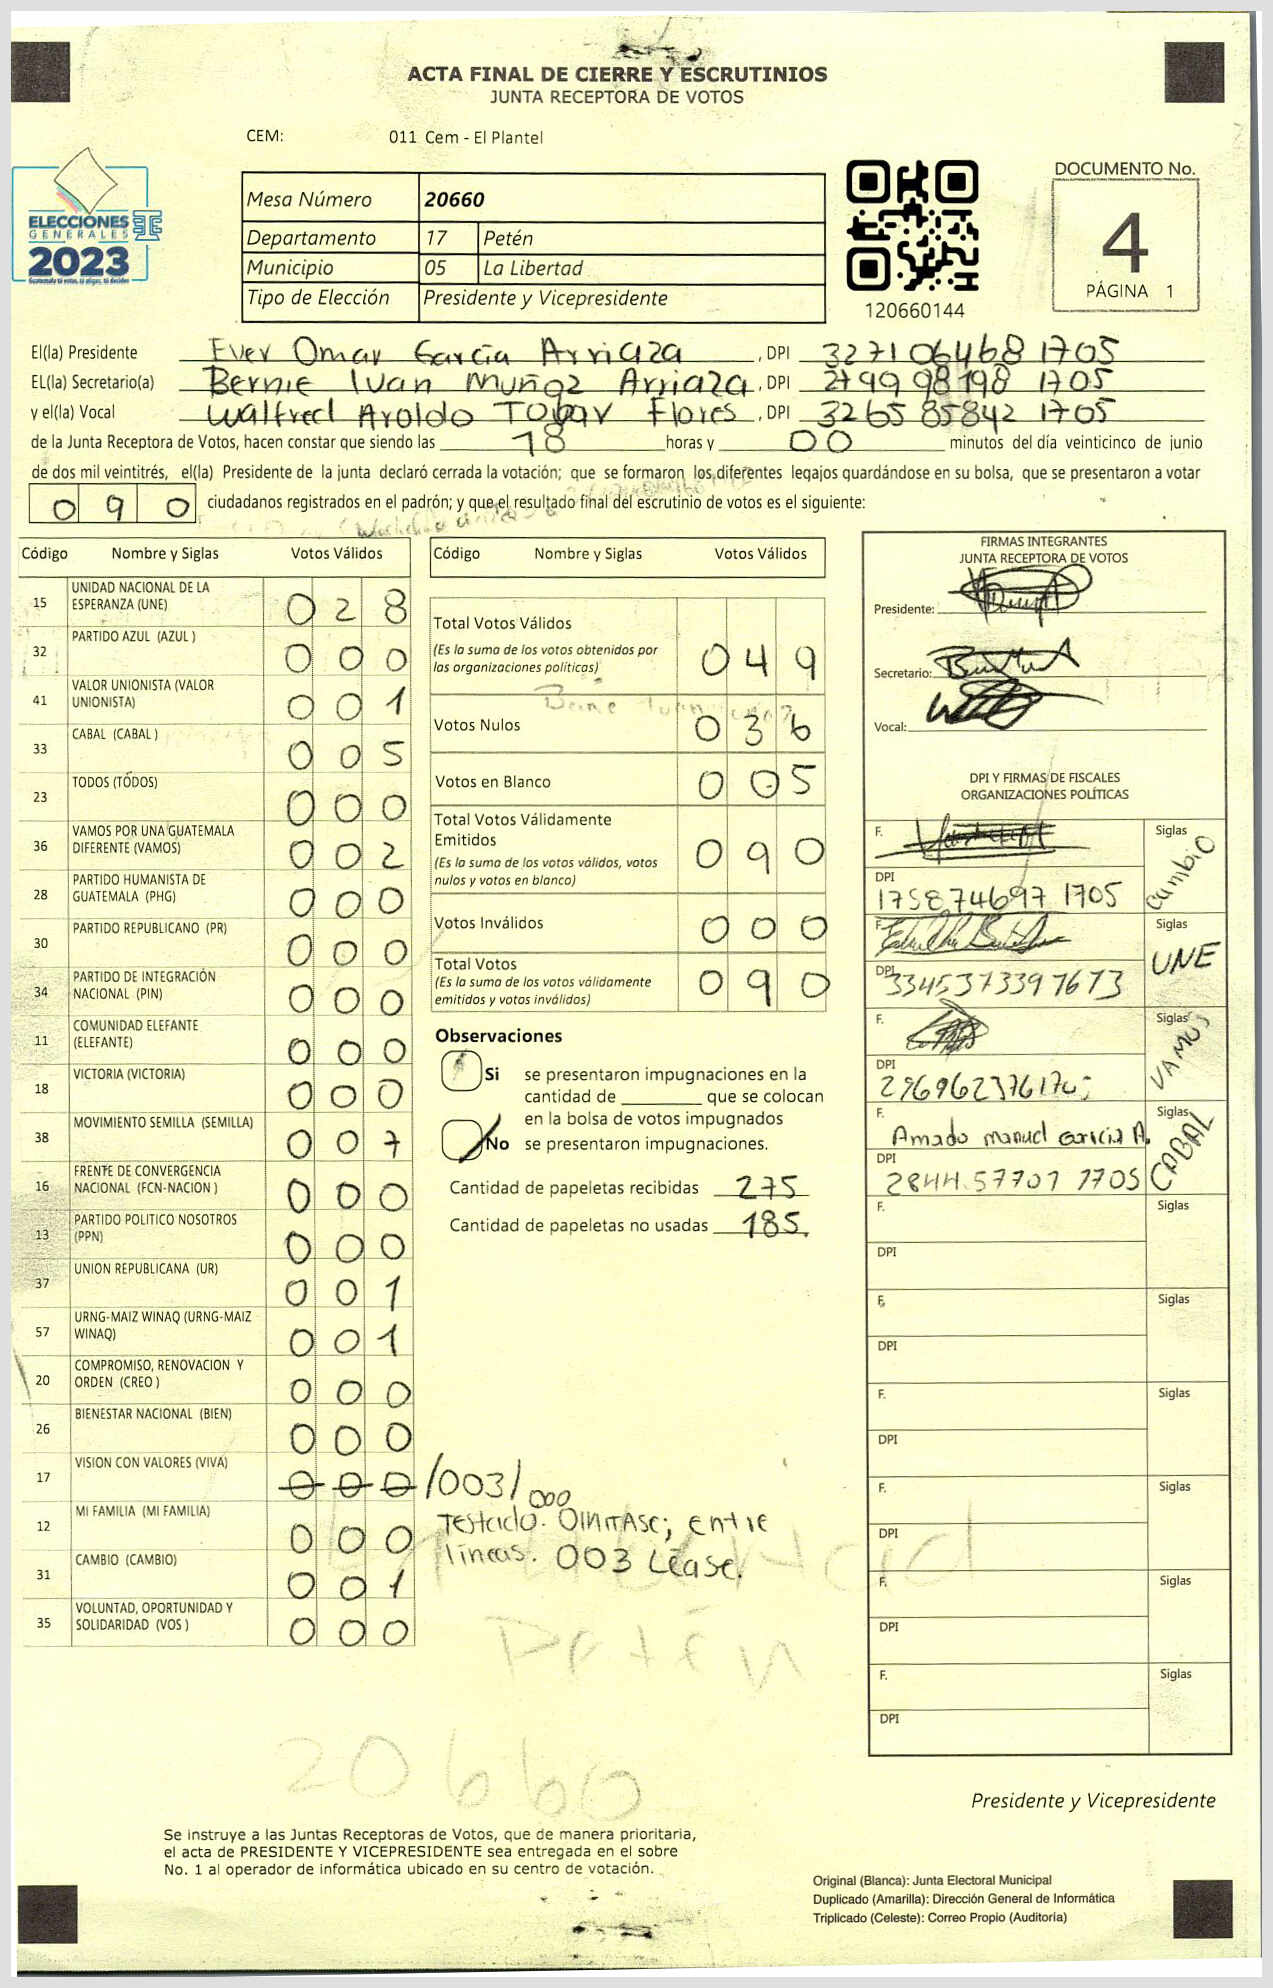 ACTA FINAL DE CIERRE Y ESCRUTINIOS
JUNTA RECEPTORA DE VOTOS
CEM: 011 Cem - El Plantel
ELECCIONES
GENERALES
2023
Mesa Número 20660
Departamento 17 Petén
Municipio 05 La Libertad
Tipo de Elección Presidente y Vicepresidente
120660144
DOCUMENTO No.
4
PÁGINA 1
El(la) Presidente Ever Omar García Arriaza, DPI 327106468 1705
EL(la) Secretario(a) Bernie Ivan Muñoz Arriaza, DPI 2799 98198 1705
y el(la) Vocal Walfred Aroldo Tobar Flores, DPI 3265 85842 1705
de la Junta Receptora de Votos, hacen constar que siendo las 18 horas y 00 minutos del día veinticinco de junio
de dos mil veintitrés, el(la) Presidente de la junta declaró cerrada la votación; que se formaron los diferentes legajos quardándose en su bolsa, que se presentaron a votar
0 9 0 ciudadanos registrados en el padrón; y que el resultado final del escrutinio de votos es el siguiente:
Código Nombre y Siglas Votos Válidos
15 UNIDAD NACIONAL DE LA ESPERANZA (UNE) 0 2 8
32 PARTIDO AZUL (AZUL ) 0 0 0
41 VALOR UNIONISTA (VALOR UNIONISTA) 0 0 1
33 CABAL (CABAL ) 0 0 5
23 TODOS (TODOS) 0 0 0
36 VAMOS POR UNA GUATEMALA DIFERENTE (VAMOS) 0 0 2
28 PARTIDO HUMANISTA DE GUATEMALA (PHG) 0 0 0
30 PARTIDO REPUBLICANO (PR) 0 0 0
34 PARTIDO DE INTEGRACIÓN NACIONAL (PIN) 0 0 0
11 COMUNIDAD ELEFANTE (ELEFANTE) 0 0 0
18 VICTORIA (VICTORIA) 0 0 0
38 MOVIMIENTO SEMILLA (SEMILLA) 0 0 7
16 FRENTE DE CONVERGENCIA NACIONAL (FCN-NACION ) 0 0 0
13 PARTIDO POLITICO NOSOTROS (PPN) 0 0 0
37 UNION REPUBLICANA (UR) 0 0 1
57 URNG-MAIZ WINAQ (URNG-MAIZ WINAQ) 0 0 1
20 COMPROMISO, RENOVACION Y ORDEN (CREO ) 0 0 0
26 BIENESTAR NACIONAL (BIEN) 0 0 0
17 VISION CON VALORES (VIVA) 0 0 0 /003/ 000
12 MI FAMILIA (MI FAMILIA) 0 0 0
31 CAMBIO (CAMBIO) 0 0 1
35 VOLUNTAD, OPORTUNIDAD Y SOLIDARIDAD (VOS ) 0 0 0
Testado. OMITASE; entre
líneas. 003 Léase.
Código Nombre y Siglas Votos Válidos
Total Votos Válidos 0 4 9
(Es la suma de los votos obtenidos por
las organizaciones políticas)
Votos Nulos 0 3 6
Votos en Blanco 0 0 5
Total Votos Válidamente
Emitidos 0 9 0
(Es la suma de los votos válidos, votos
nulos y votos en blanco)
Votos Inválidos 0 0 0
Total Votos 0 9 0
(Es la suma de los votos válidamente
emitidos y votos inválidos)
Observaciones
Si se presentaron impugnaciones en la
cantidad de ________ que se colocan
en la bolsa de votos impugnados
No se presentaron impugnaciones.
Cantidad de papeletas recibidas 275
Cantidad de papeletas no usadas 185.
FIRMAS INTEGRANTES
JUNTA RECEPTORA DE VOTOS
Presidente:
Secretario:
Vocal:
DPI Y FIRMAS DE FISCALES
ORGANIZACIONES POLÍTICAS
F. Siglas cambio
DPI 175874697 1705
F. Siglas UNE
DPI 3345373397673
F. Siglas VAMOS
DPI
F. Amado Manuel García A. Siglas CABAL
DPI 2844.57707 1705
F. Siglas
DPI
F. Siglas
DPI
F. Siglas
DPI
F. Siglas
DPI
F. Siglas
DPI
F. Siglas
DPI
Petén
20660
Presidente y Vicepresidente
Se instruye a las Juntas Receptoras de Votos, que de manera prioritaria,
el acta de PRESIDENTE Y VICEPRESIDENTE sea entregada en el sobre
No. 1 al operador de informática ubicado en su centro de votación.
Original (Blanca): Junta Electoral Municipal
Duplicado (Amarilla): Dirección General de Informática
Triplicado (Celeste): Correo Propio (Auditoría)